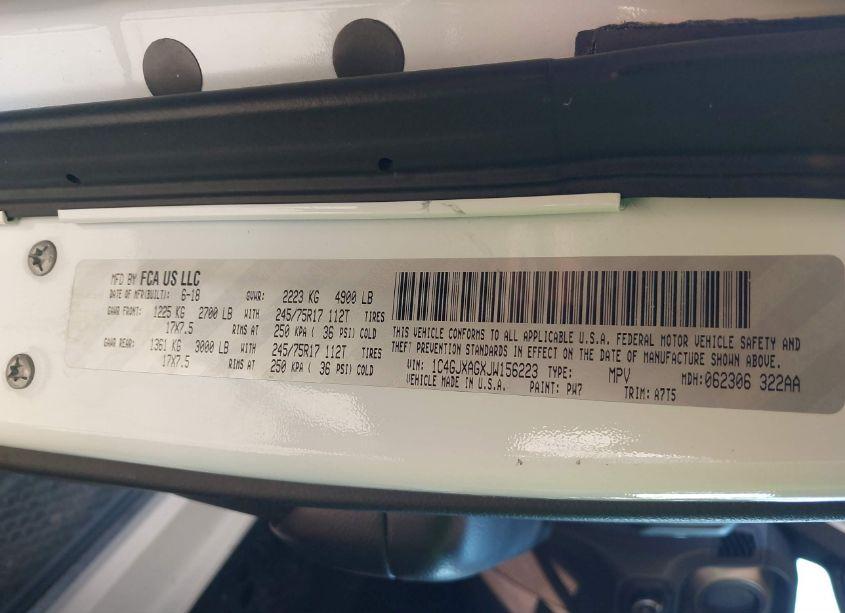 MFD BY FCA US LLC
DATE OF MFR(BUILT): 6-18 GVWR: 2223 KG 4900 LB
GAWR FRONT: 1225 KG 2700 LB WITH 245/75R17 112T TIRES
17X7.5 RIMS AT 250 KPA ( 36 PSI) COLD
GAWR REAR: 1361 KG 3000 LB WITH 245/75R17 112T TIRES
17X7.5 RIMS AT 250 KPA ( 36 PSI) COLD
THIS VEHICLE CONFORMS TO ALL APPLICABLE U.S.A. FEDERAL MOTOR VEHICLE SAFETY AND
THEFT PREVENTION STANDARDS IN EFFECT ON THE DATE OF MANUFACTURE SHOWN ABOVE.
VIN: 1C4GJXAGXJW156223 TYPE: MPV MDH: 062306 322AA
VEHICLE MADE IN U.S.A. PAINT: PW7 TRIM: A7T5